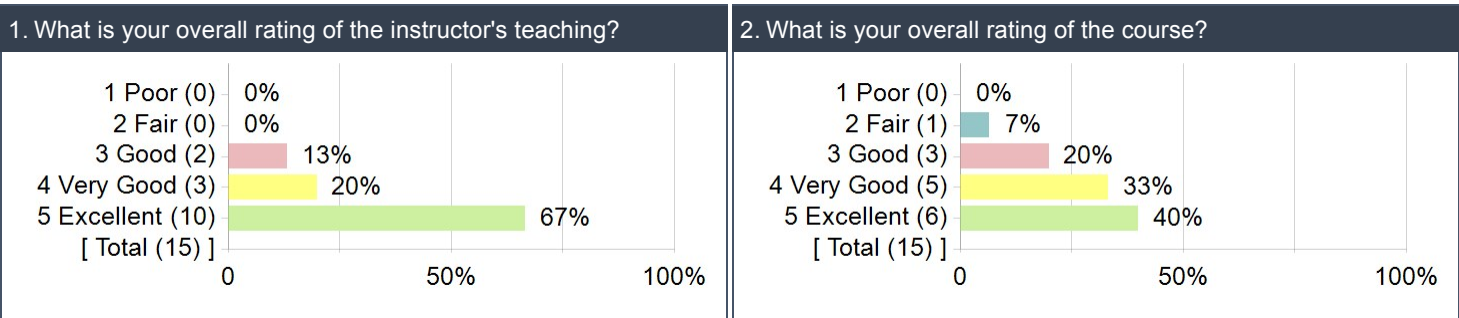 1. What is your overall rating of the instructor's teaching?
1 Poor (0) 0%
2 Fair (0) 0%
3 Good (2) 13%
4 Very Good (3) 20%
5 Excellent (10) 67%
[ Total (15) ]
0 50% 100%
2. What is your overall rating of the course?
1 Poor (0) 0%
2 Fair (1) 7%
3 Good (3) 20%
4 Very Good (5) 33%
5 Excellent (6) 40%
[ Total (15) ]
0 50% 100%